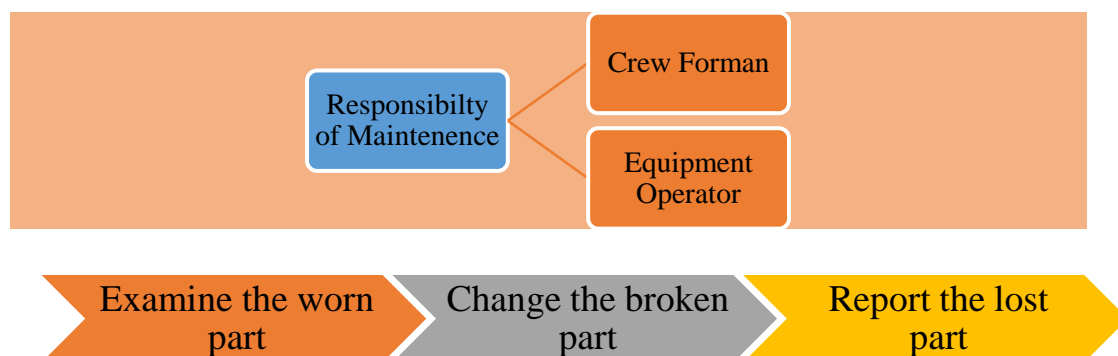 Crew Forman
Responsibilty
of Maintenence
Equipment
Operator
Examine the worn
part
Change the broken
part
Report the lost
part